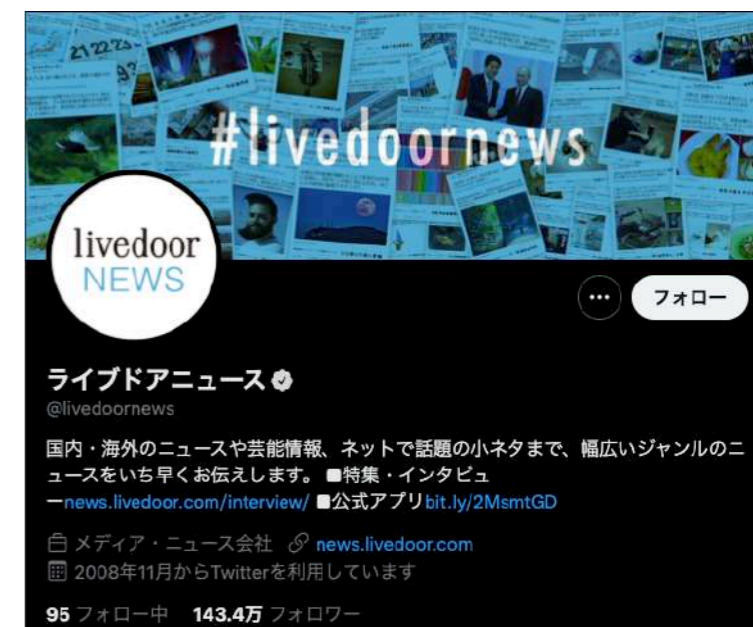 21 22 23
#livedoornews
livedoor
NEWS
フォロー
ライブドアニュース
@livedoornews
国内・海外のニュースや芸能情報、ネットで話題の小ネタまで、幅広いジャンルのニ
ュースをいち早くお伝えします。 ■特集・インタビュ
ーnews.livedoor.com/interview/ ■公式アプリbit.ly/2MsmtGD
メディア・ニュース会社 news.livedoor.com
2008年11月からTwitterを利用しています
95 フォロー中 143.4万 フォロワー